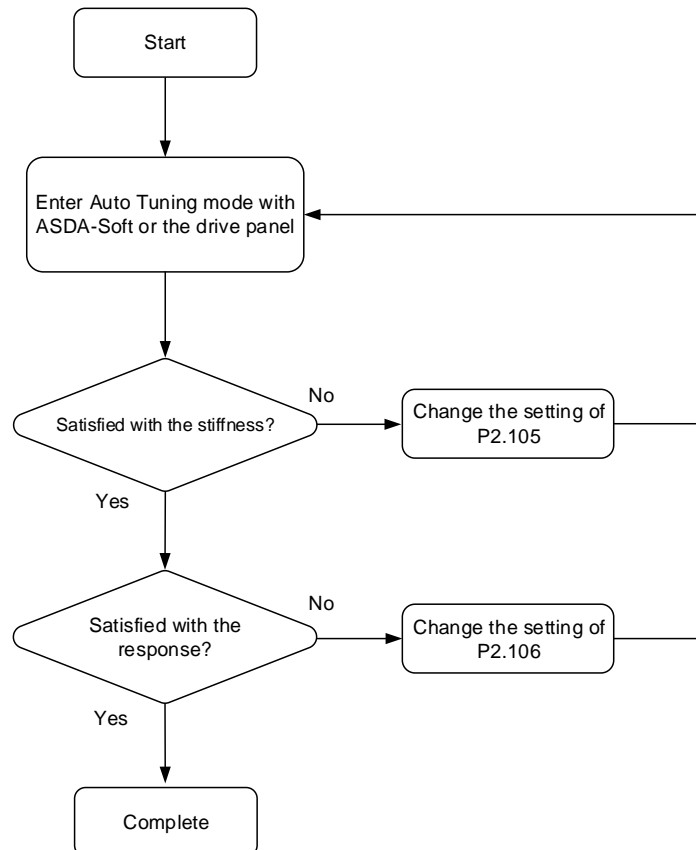 Start
Enter Auto Tuning mode with
ASDA-Soft or the drive panel
Satisfied with the stiffness?
No
Change the setting of
P2.105
Yes
Satisfied with the
response?
No
Change the setting of
P2.106
Yes
Complete